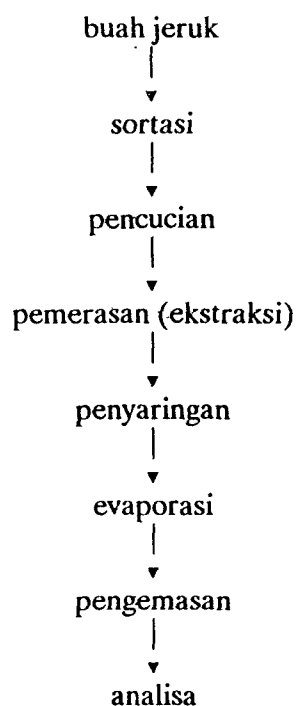 buah jeruk
sortasi
pencucian
pemerasan (ekstraksi)
penyaringan
evaporasi
pengemasan
analisa